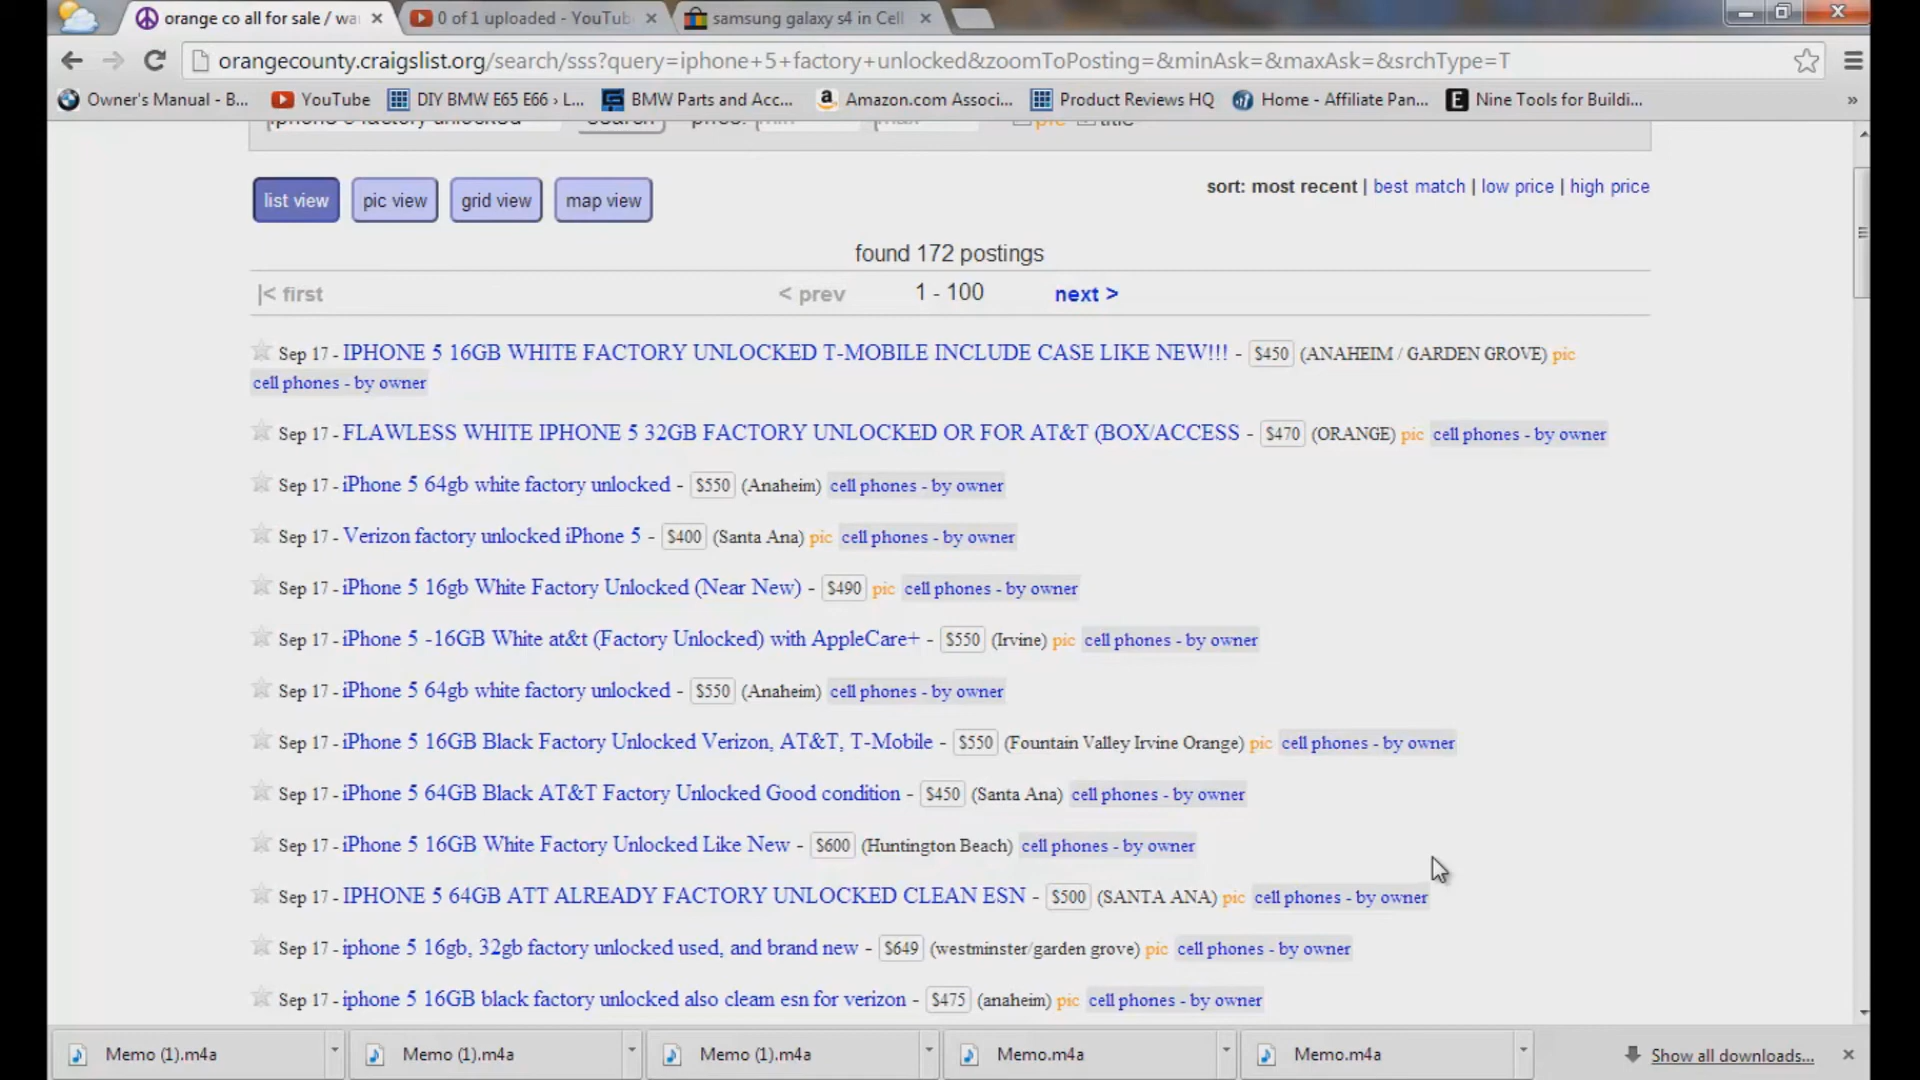 orange co all for sale / wa
0 of 1 uploaded - YouTub
samsung galaxy s4 in Cell
orangecounty.craigslist.org/search/sss?query=iphone+5+factory+unlocked&zoomToPosting=&minAsk=&maxAsk=&srchType=T
Owner's Manual - B... YouTube DIY BMW E65 E66 › L... BMW Parts and Acc... Amazon.com Associ... Product Reviews HQ Home - Affiliate Pan... Nine Tools for Buildi... »
iphone 5 factory unlocked search price: min max pic title
list view pic view grid view map view sort: most recent | best match | low price | high price
found 172 postings
|< first < prev 1 - 100 next >
Sep 17 - IPHONE 5 16GB WHITE FACTORY UNLOCKED T-MOBILE INCLUDE CASE LIKE NEW!!! - $450 (ANAHEIM / GARDEN GROVE) pic
cell phones - by owner
Sep 17 - FLAWLESS WHITE IPHONE 5 32GB FACTORY UNLOCKED OR FOR AT&T (BOX/ACCESS - $470 (ORANGE) pic cell phones - by owner
Sep 17 - iPhone 5 64gb white factory unlocked - $550 (Anaheim) cell phones - by owner
Sep 17 - Verizon factory unlocked iPhone 5 - $400 (Santa Ana) pic cell phones - by owner
Sep 17 - iPhone 5 16gb White Factory Unlocked (Near New) - $490 pic cell phones - by owner
Sep 17 - iPhone 5 -16GB White at&t (Factory Unlocked) with AppleCare+ - $550 (Irvine) pic cell phones - by owner
Sep 17 - iPhone 5 64gb white factory unlocked - $550 (Anaheim) cell phones - by owner
Sep 17 - iPhone 5 16GB Black Factory Unlocked Verizon, AT&T, T-Mobile - $550 (Fountain Valley Irvine Orange) pic cell phones - by owner
Sep 17 - iPhone 5 64GB Black AT&T Factory Unlocked Good condition - $450 (Santa Ana) cell phones - by owner
Sep 17 - iPhone 5 16GB White Factory Unlocked Like New - $600 (Huntington Beach) cell phones - by owner
Sep 17 - IPHONE 5 64GB ATT ALREADY FACTORY UNLOCKED CLEAN ESN - $500 (SANTA ANA) pic cell phones - by owner
Sep 17 - iphone 5 16gb, 32gb factory unlocked used, and brand new - $649 (westminster/garden grove) pic cell phones - by owner
Sep 17 - iphone 5 16GB black factory unlocked also cleam esn for verizon - $475 (anaheim) pic cell phones - by owner
Memo (1).m4a Memo (1).m4a Memo (1).m4a Memo.m4a Memo.m4a Show all downloads...